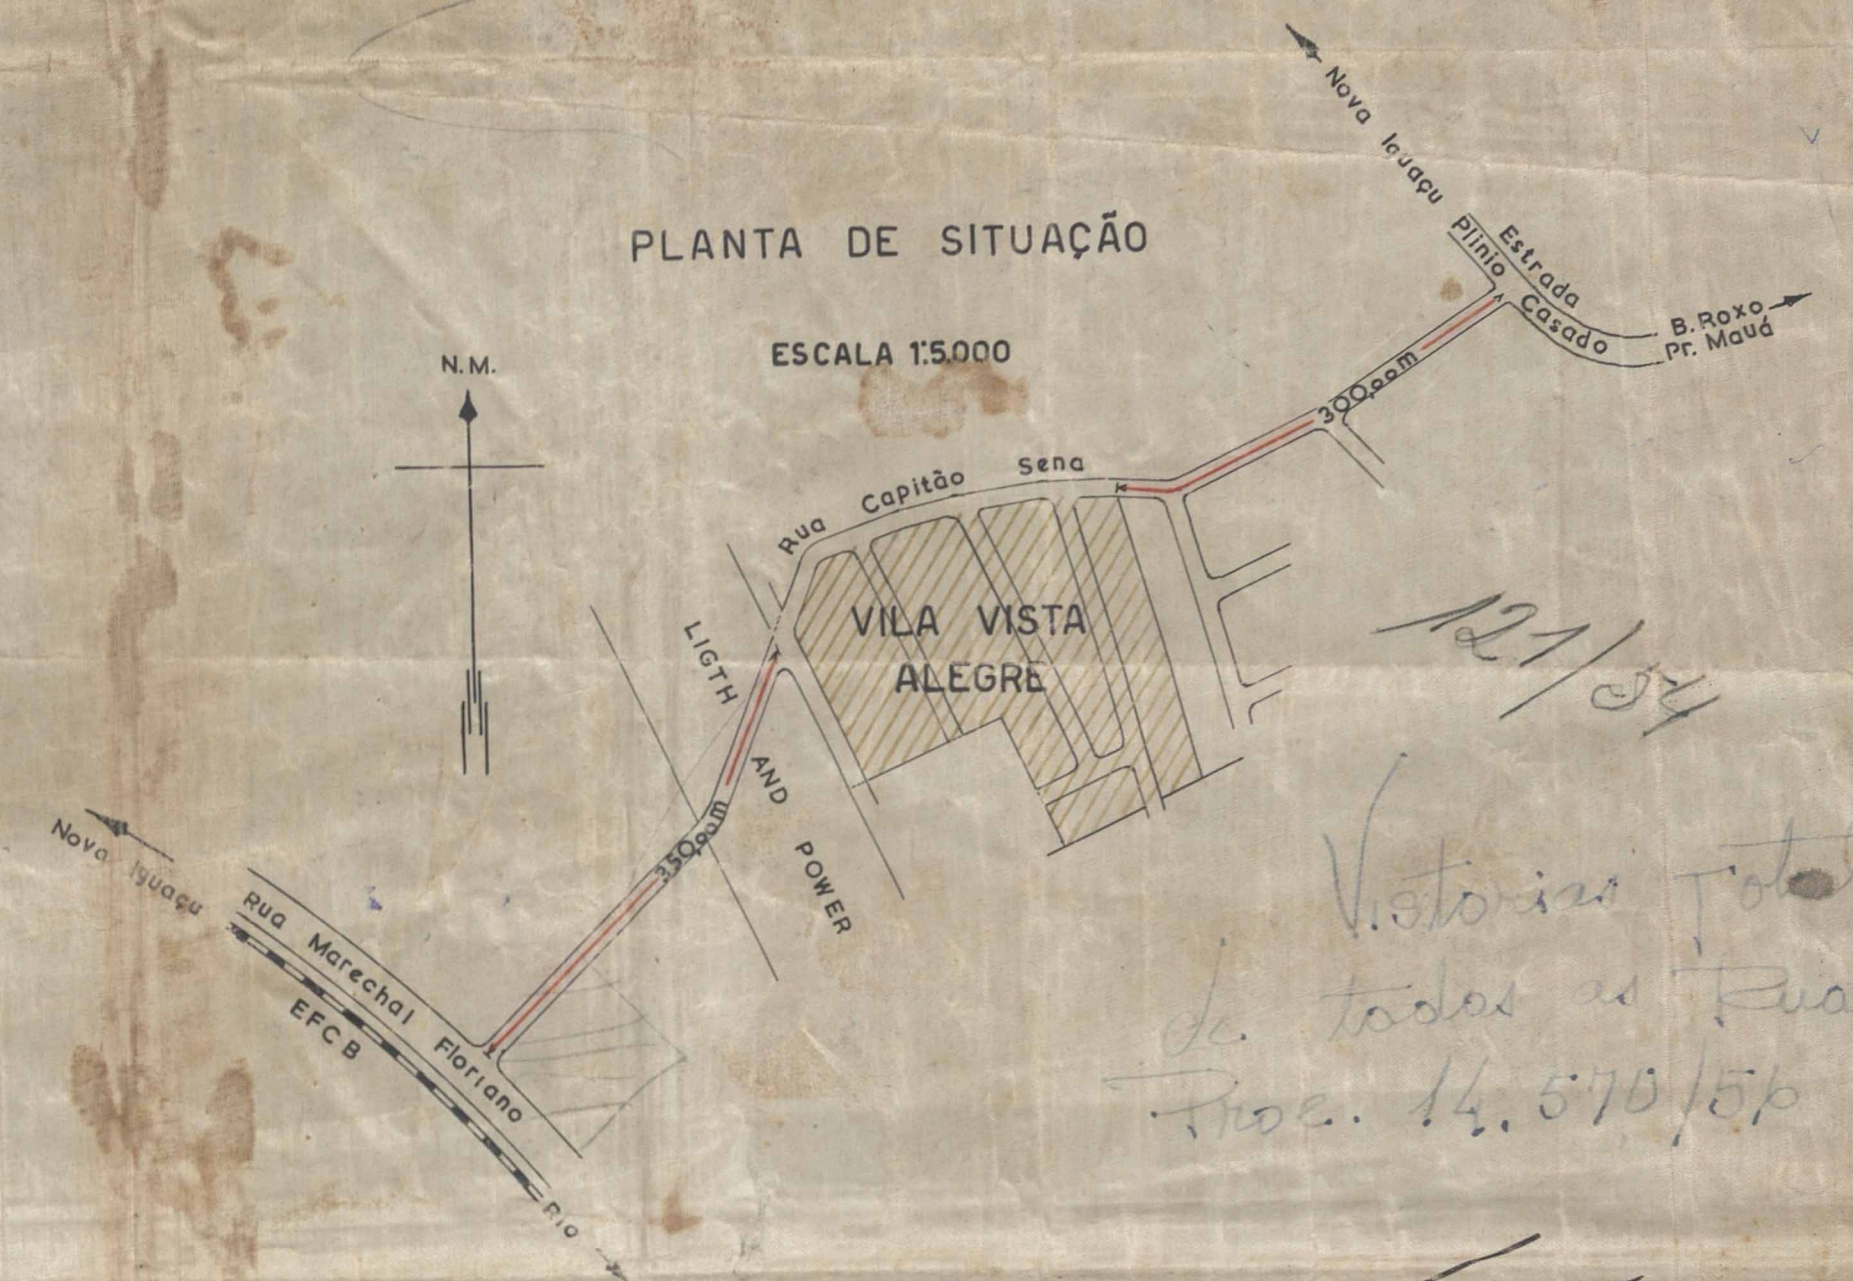 PLANTA DE SITUAÇÃO
ESCALA 1:5.000
N.M.
Nova Iguaçu
Estrada
Plinio Casado
B. Roxo
Pr. Mauá
300,00m
Rua Capitão Sena
VILA VISTA
ALEGRE
LIGTH AND POWER
350,00m
Nova Iguaçu
Rua Marechal Floriano
EFCB
Rio
121/54
Vistorias
de todas as Rua
Proc. 14.570/56